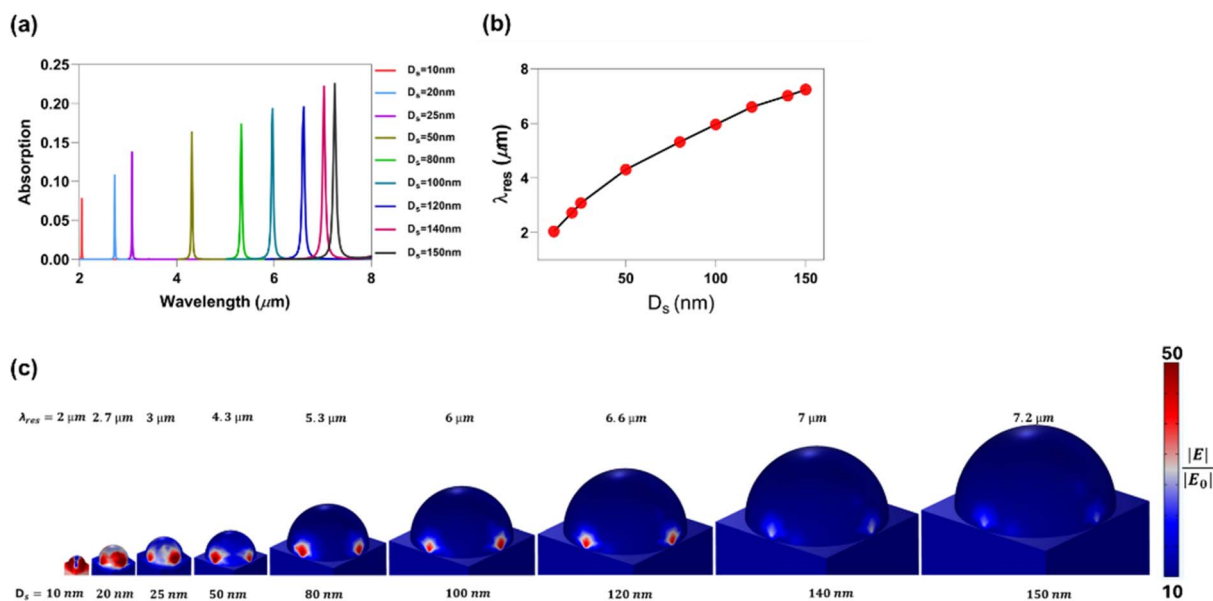 (a)
0.25
0.20
0.15
0.10
0.05
0.00
Absorption
2 4 6 8
Wavelength (μm)
Dₛ=10nm
Dₛ=20nm
Dₛ=25nm
Dₛ=50nm
Dₛ=80nm
Dₛ=100nm
Dₛ=120nm
Dₛ=140nm
Dₛ=150nm
(b)
8
6
4
2
λres (μm)
50 100 150
Dₛ (nm)
(c)
λres = 2 μm 2.7 μm 3 μm 4.3 μm 5.3 μm 6 μm 6.6 μm 7 μm 7.2 μm
Dₛ = 10 nm 20 nm 25 nm 50 nm 80 nm 100 nm 120 nm 140 nm 150 nm
50
|E|
|E₀|
10